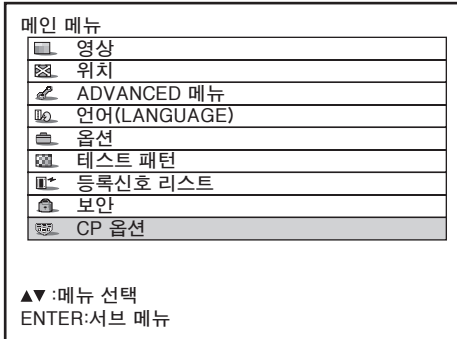 메인 메뉴
영상
위치
ADVANCED 메뉴
언어(LANGUAGE)
옵션
테스트 패턴
등록신호 리스트
보안
CP 옵션
▲▼ :메뉴 선택
ENTER:서브 메뉴